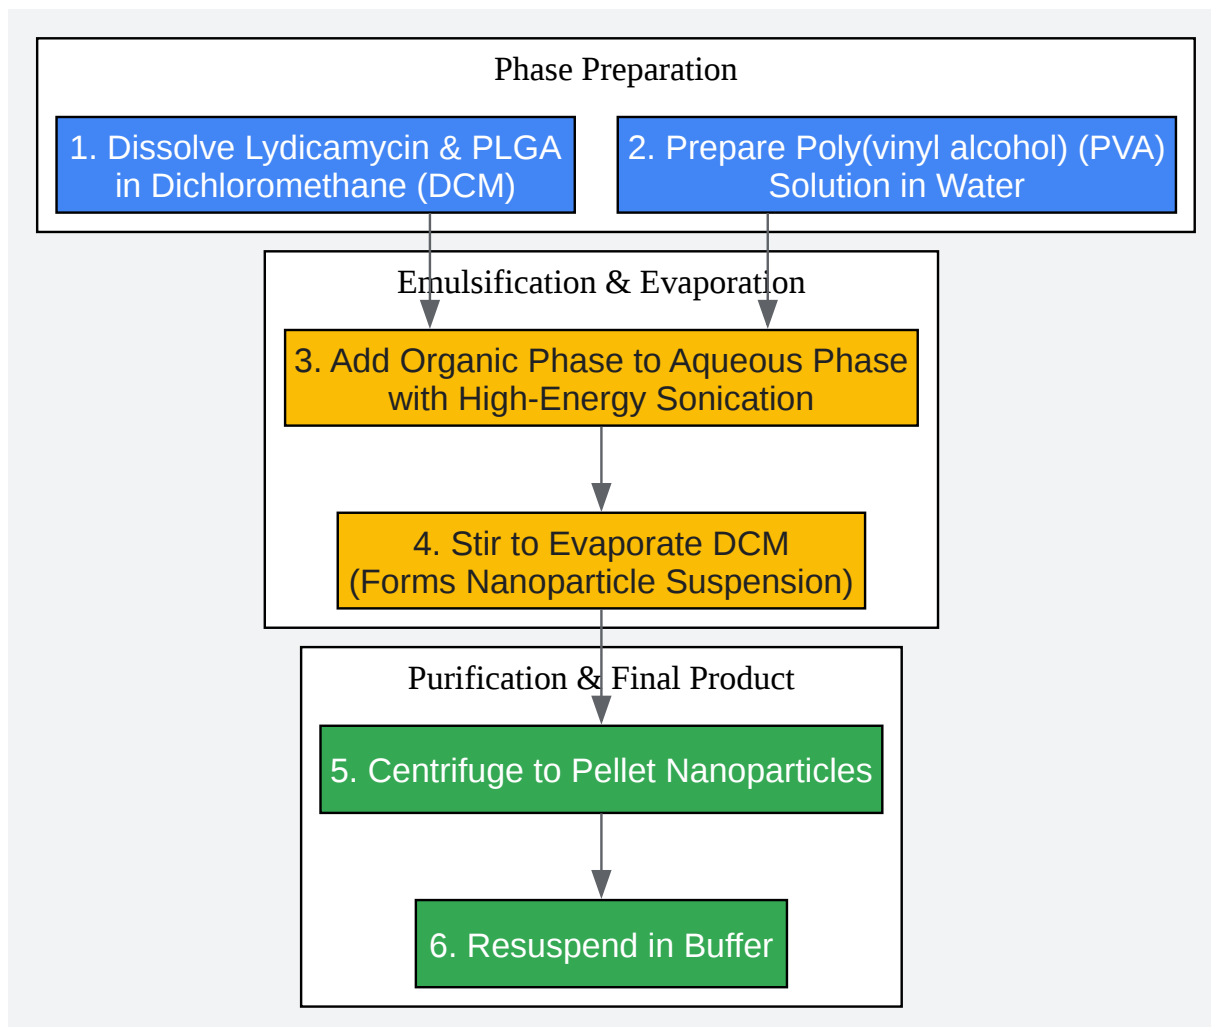 Phase Preparation
1. Dissolve Lydicamycin & PLGA
in Dichloromethane (DCM)
2. Prepare Poly(vinyl alcohol) (PVA)
Solution in Water
Emulsification & Evaporation
3. Add Organic Phase to Aqueous Phase
with High-Energy Sonication
4. Stir to Evaporate DCM
(Forms Nanoparticle Suspension)
Purification & Final Product
5. Centrifuge to Pellet Nanoparticles
6. Resuspend in Buffer